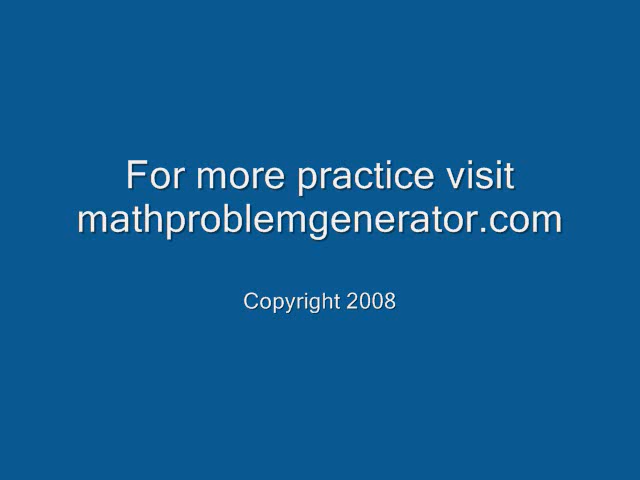 For more practice visit
mathproblemgenerator.com
Copyright 2008